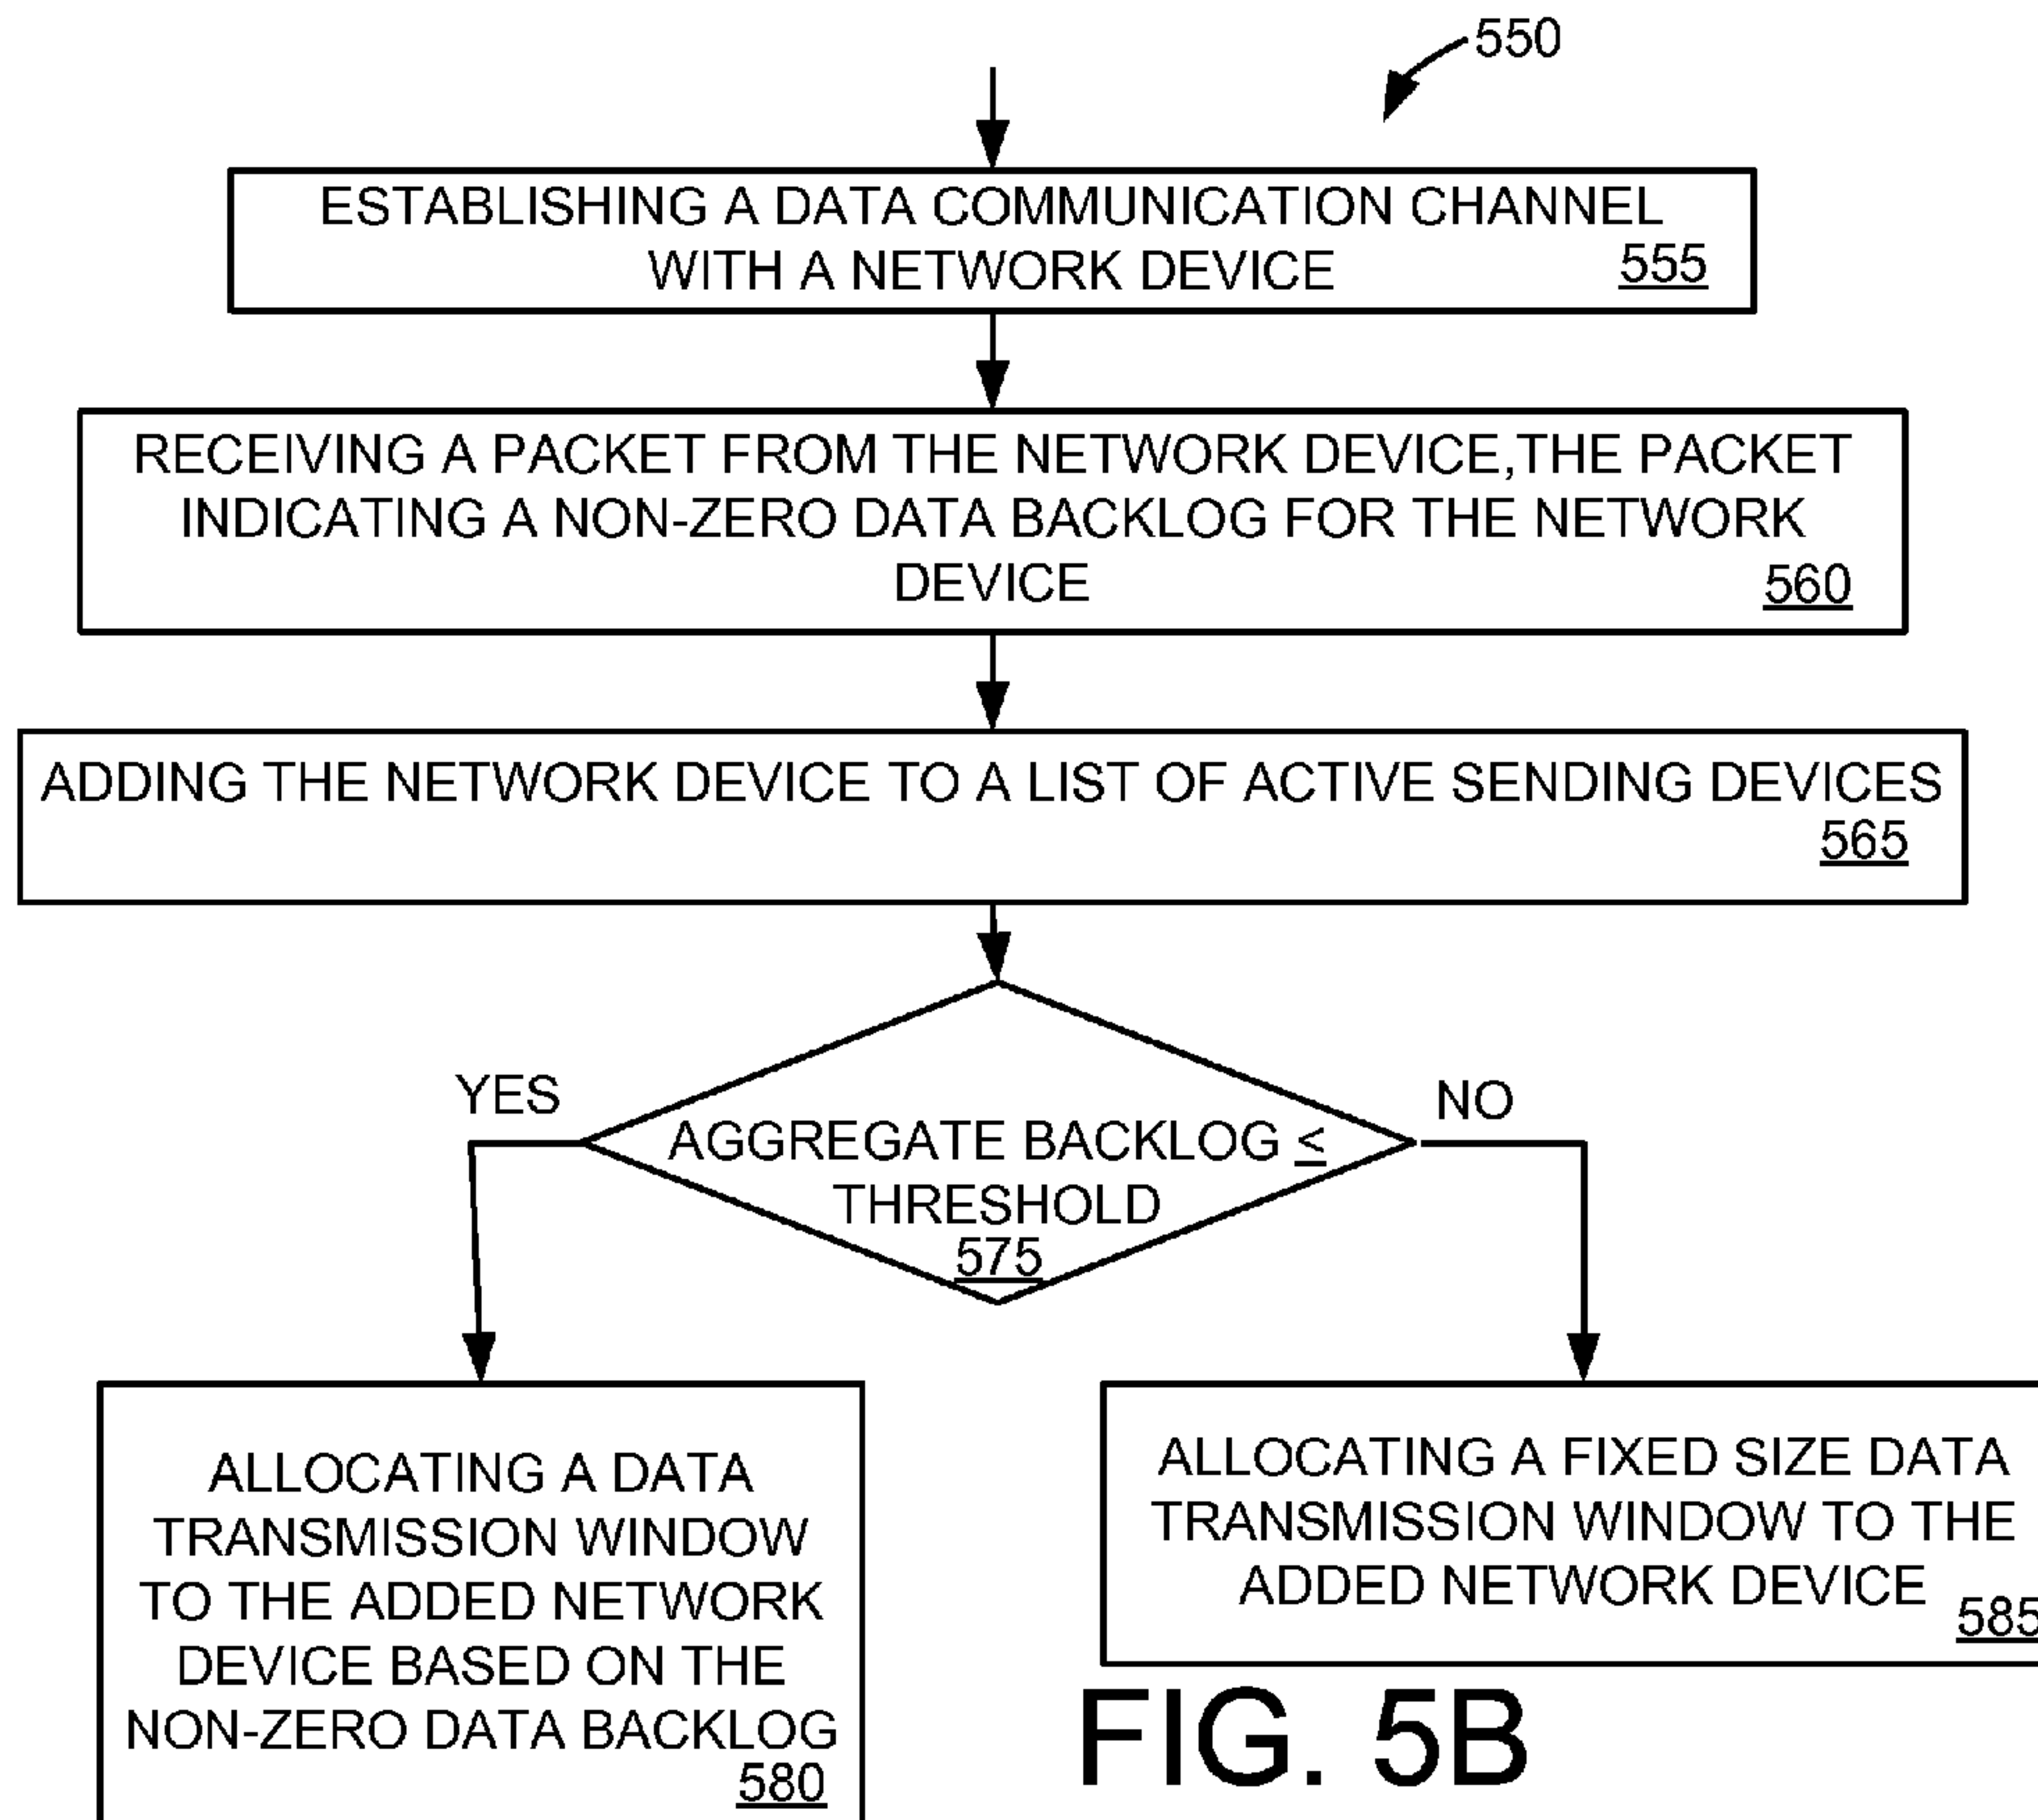 550
ESTABLISHING A DATA COMMUNICATION CHANNEL
WITH A NETWORK DEVICE
555
RECEIVING A PACKET FROM THE NETWORK DEVICE,THE PACKET
INDICATING A NON-ZERO DATA BACKLOG FOR THE NETWORK
DEVICE
560
ADDING THE NETWORK DEVICE TO A LIST OF ACTIVE SENDING DEVICES
565
YES
NO
AGGREGATE BACKLOG ≤
THRESHOLD
575
ALLOCATING A DATA
TRANSMISSION WINDOW
TO THE ADDED NETWORK
DEVICE BASED ON THE
NON-ZERO DATA BACKLOG
580
ALLOCATING A FIXED SIZE DATA
TRANSMISSION WINDOW TO THE
ADDED NETWORK DEVICE
585
FIG. 5B